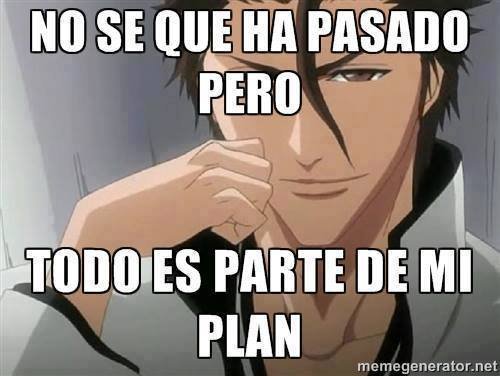 NO SE QUE HA PASADO
PERO
TODO ES PARTE DE MI
PLAN
memegenerator.net